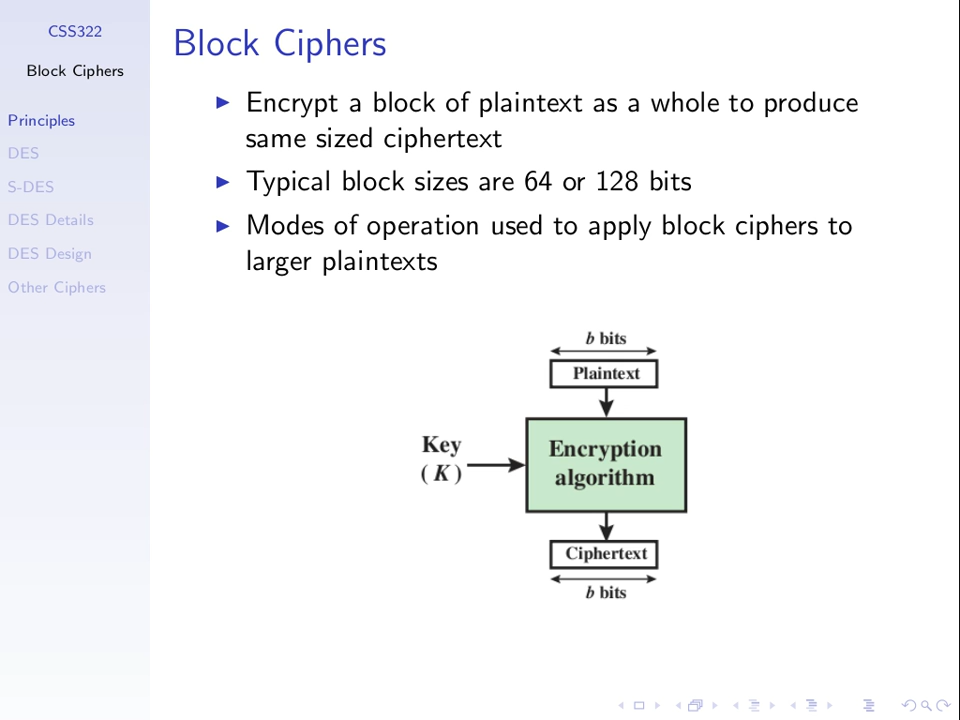 CSS322
Block Ciphers
Principles
DES
S-DES
DES Details
DES Design
Other Ciphers
Block Ciphers
Encrypt a block of plaintext as a whole to produce
same sized ciphertext
Typical block sizes are 64 or 128 bits
Modes of operation used to apply block ciphers to
larger plaintexts
b bits
Plaintext
Key
(K)
Encryption
algorithm
Ciphertext
b bits